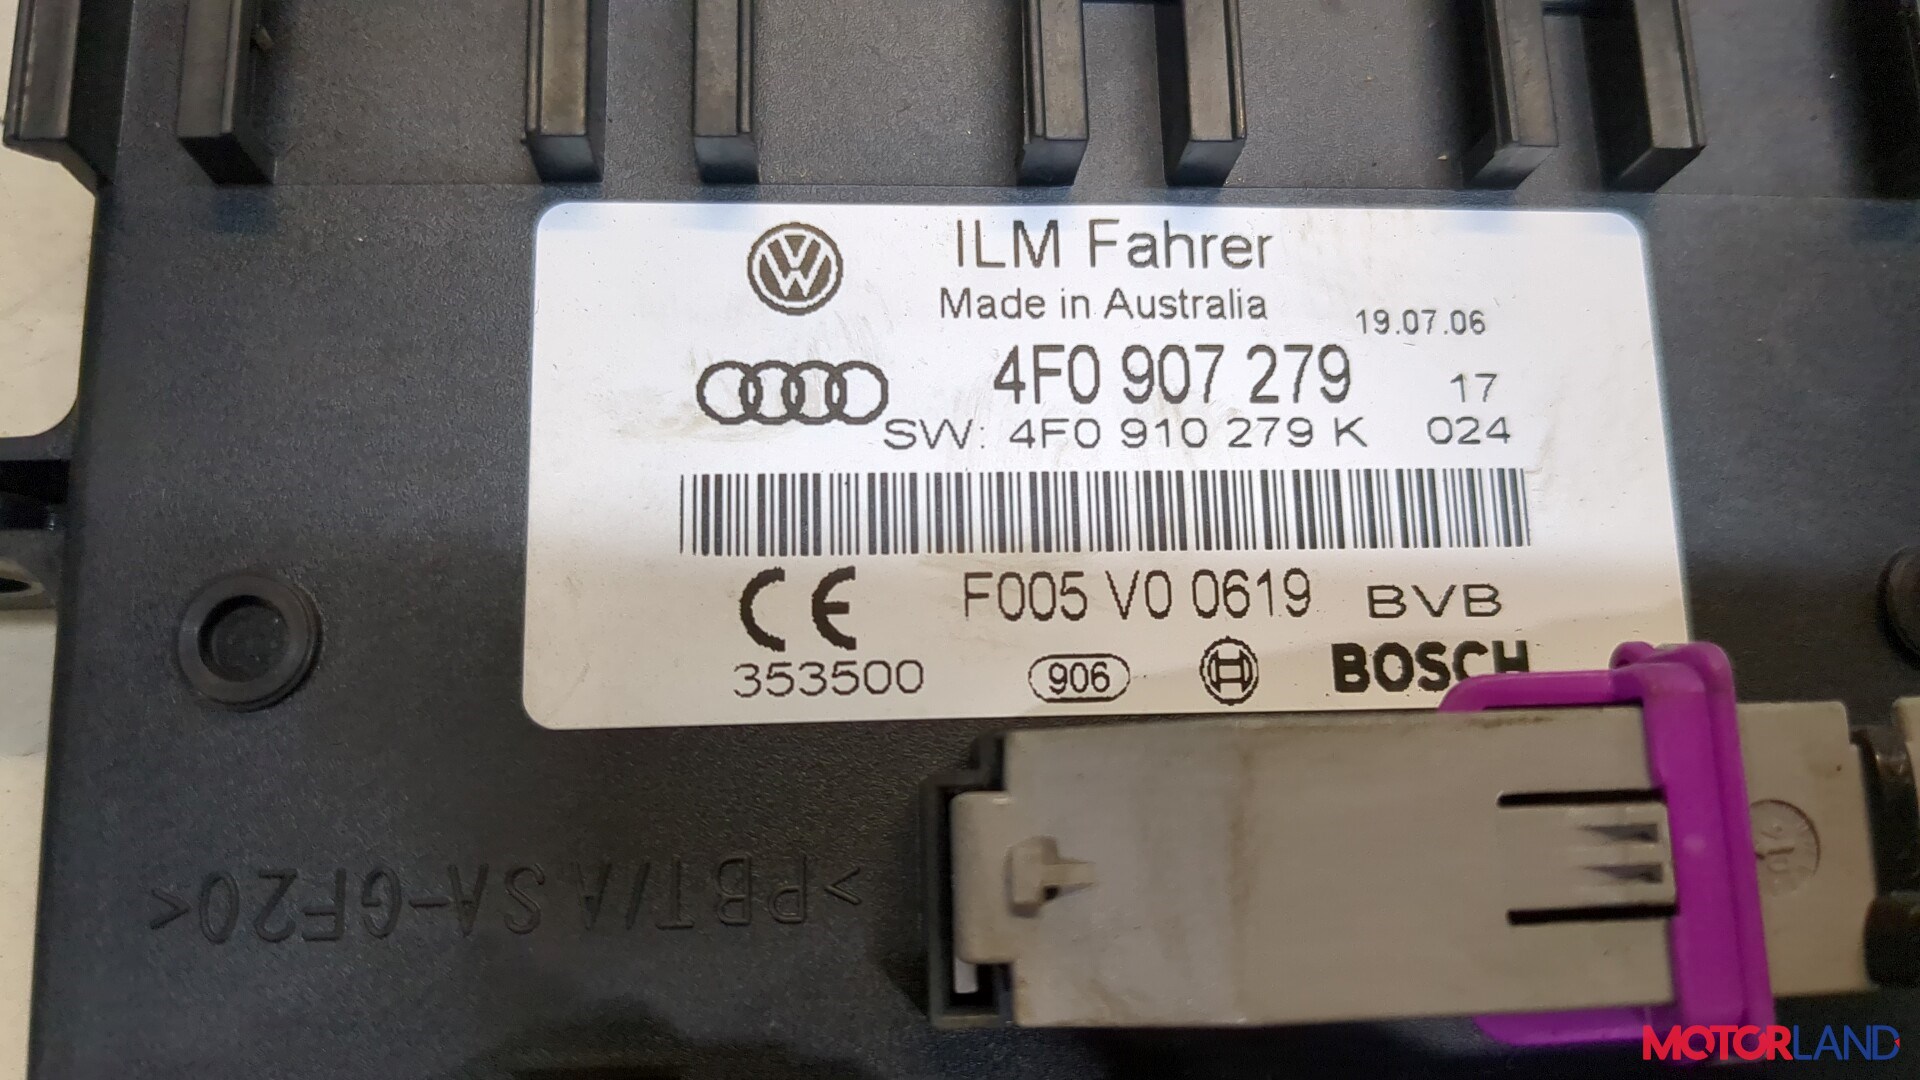 ILM Fahrer
Made in Australia
19.07.06
4F0 907 279
17
SW: 4F0 910 279 K
024
F005 V0 0619 BVB
CE
353500
906
BOSCH
>PBT/ASA-GF20<
MOTORLAND